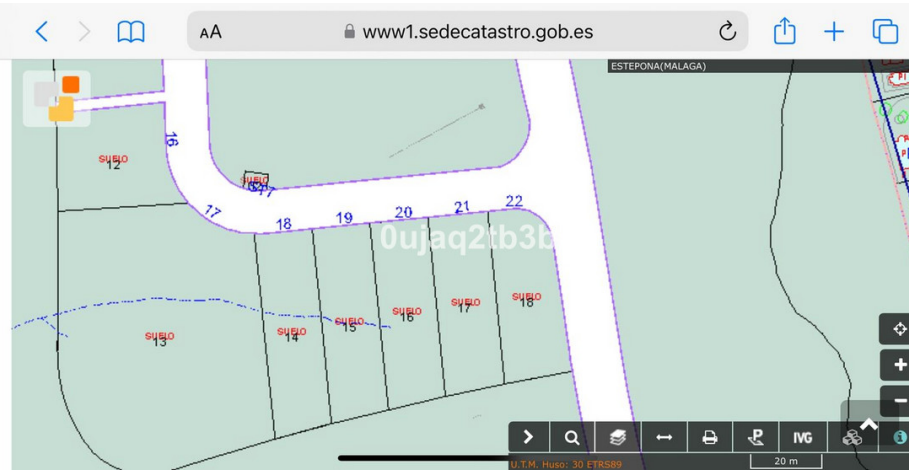 AA
www1.sedecatastro.gob.es
ESTEPONA(MALAGA)
16
SUELO
12
17
18
19
20
21
22
0ujaq2tb3b
SUELO
13
SUELO
14
SUELO
15
SUELO
16
SUELO
17
SUELO
18
IVG
20 m
U.T.M. Huso: 30 ETRS89